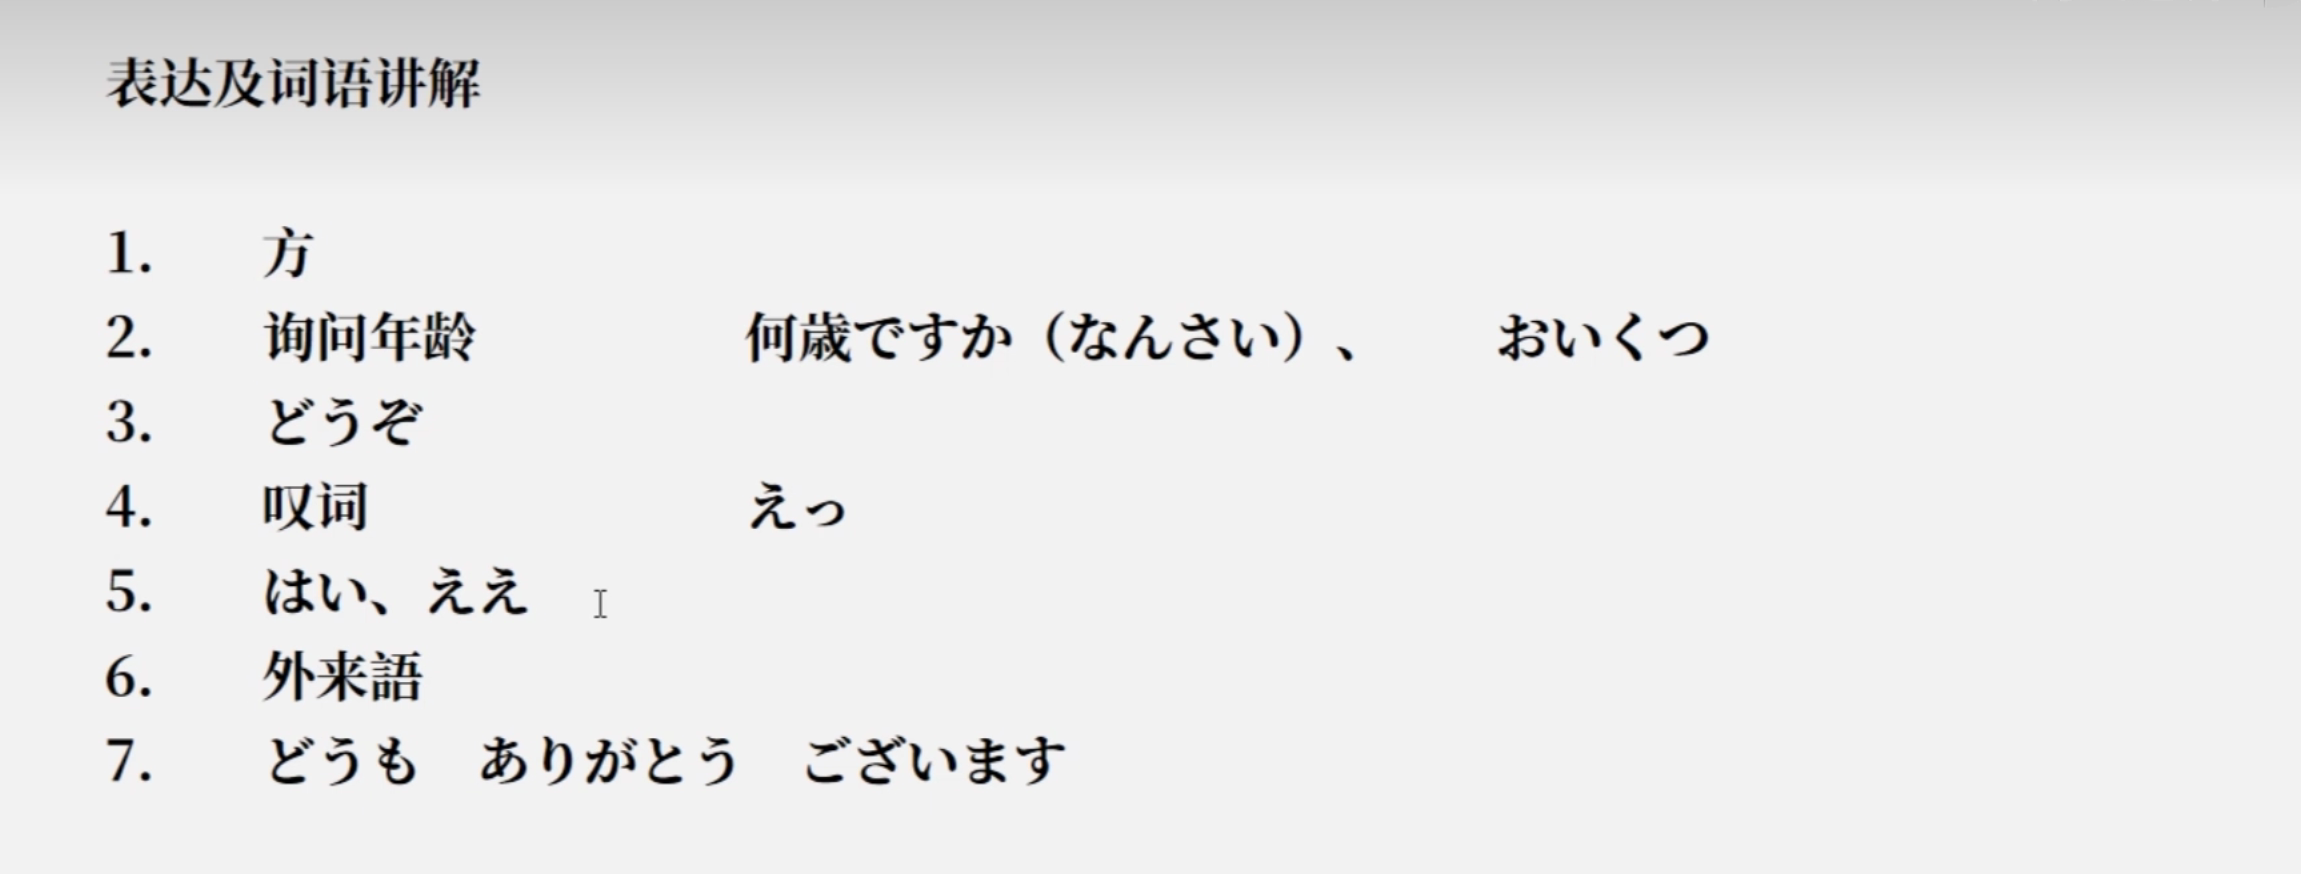 表达及词语讲解
1. 方
2. 询问年龄 何歳ですか（なんさい）、 おいくつ
3. どうぞ
4. 叹词 えっ
5. はい、ええ
6. 外来語
7. どうも ありがとう ございます